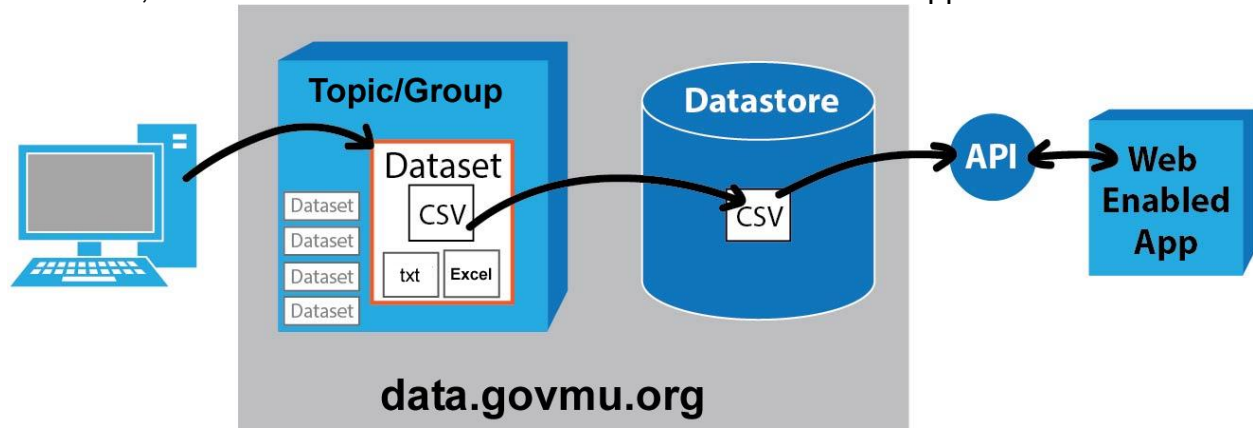 Topic/Group
Dataset
CSV
txt
Excel
Dataset
Dataset
Dataset
Dataset
Datastore
CSV
API
Web
Enabled
App
data.govmu.org